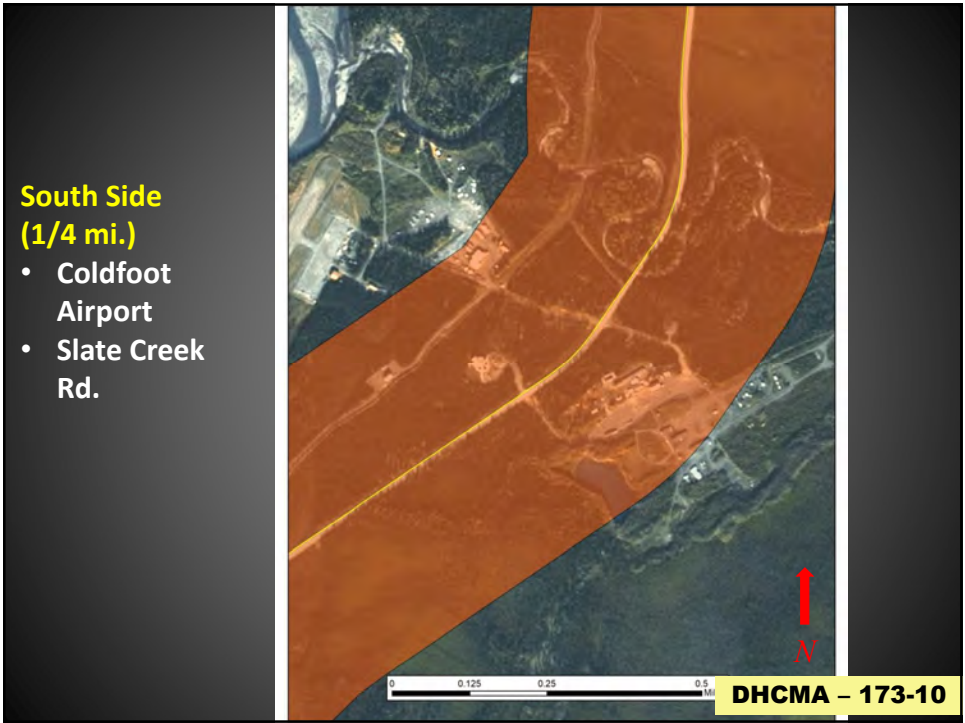 South Side
(1/4 mi.)
• Coldfoot
Airport
• Slate Creek
Rd.
N
0 0.125 0.25 0.5
DHCMA – 173-10